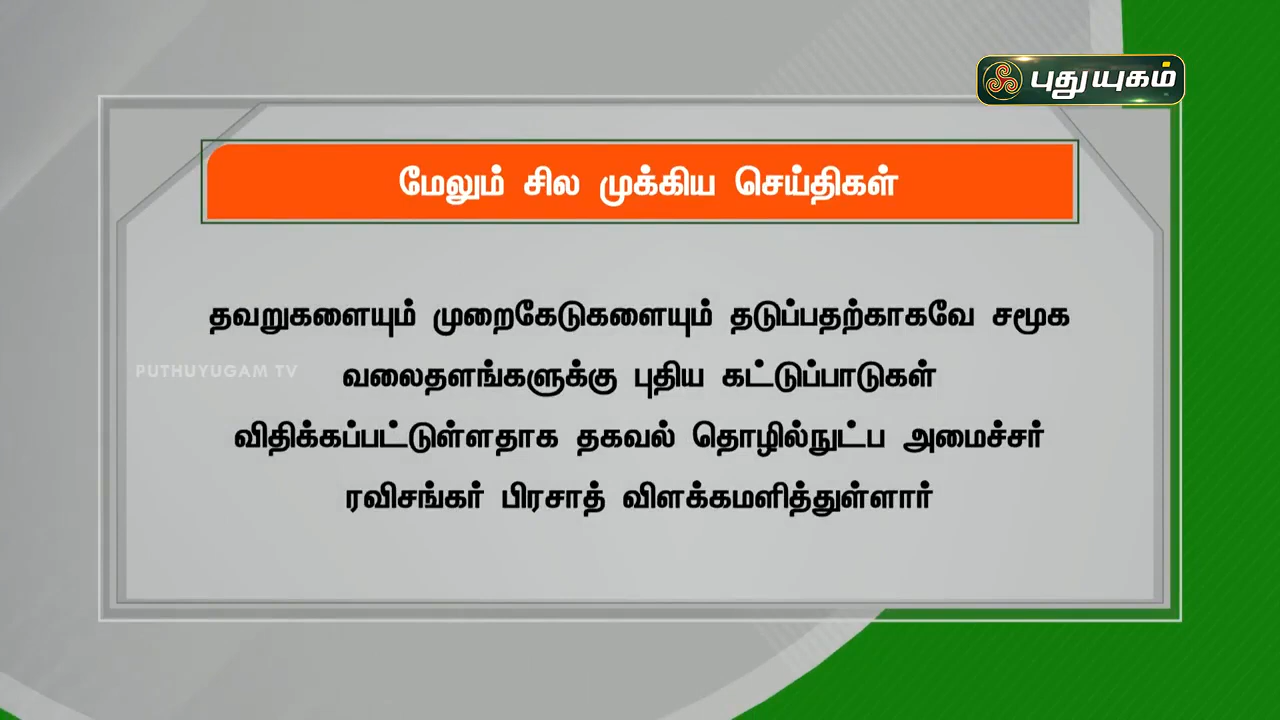 புதுயுகம்
மேலும் சில முக்கிய செய்திகள்
தவறுகளையும் முறைகேடுகளையும் தடுப்பதற்காகவே சமூக
வலைதளங்களுக்கு புதிய கட்டுப்பாடுகள்
PUTHUYUGAM TV
விதிக்கப்பட்டுள்ளதாக தகவல் தொழில்நுட்ப அமைச்சர்
ரவிசங்கர் பிரசாத் விளக்கமளித்துள்ளார்